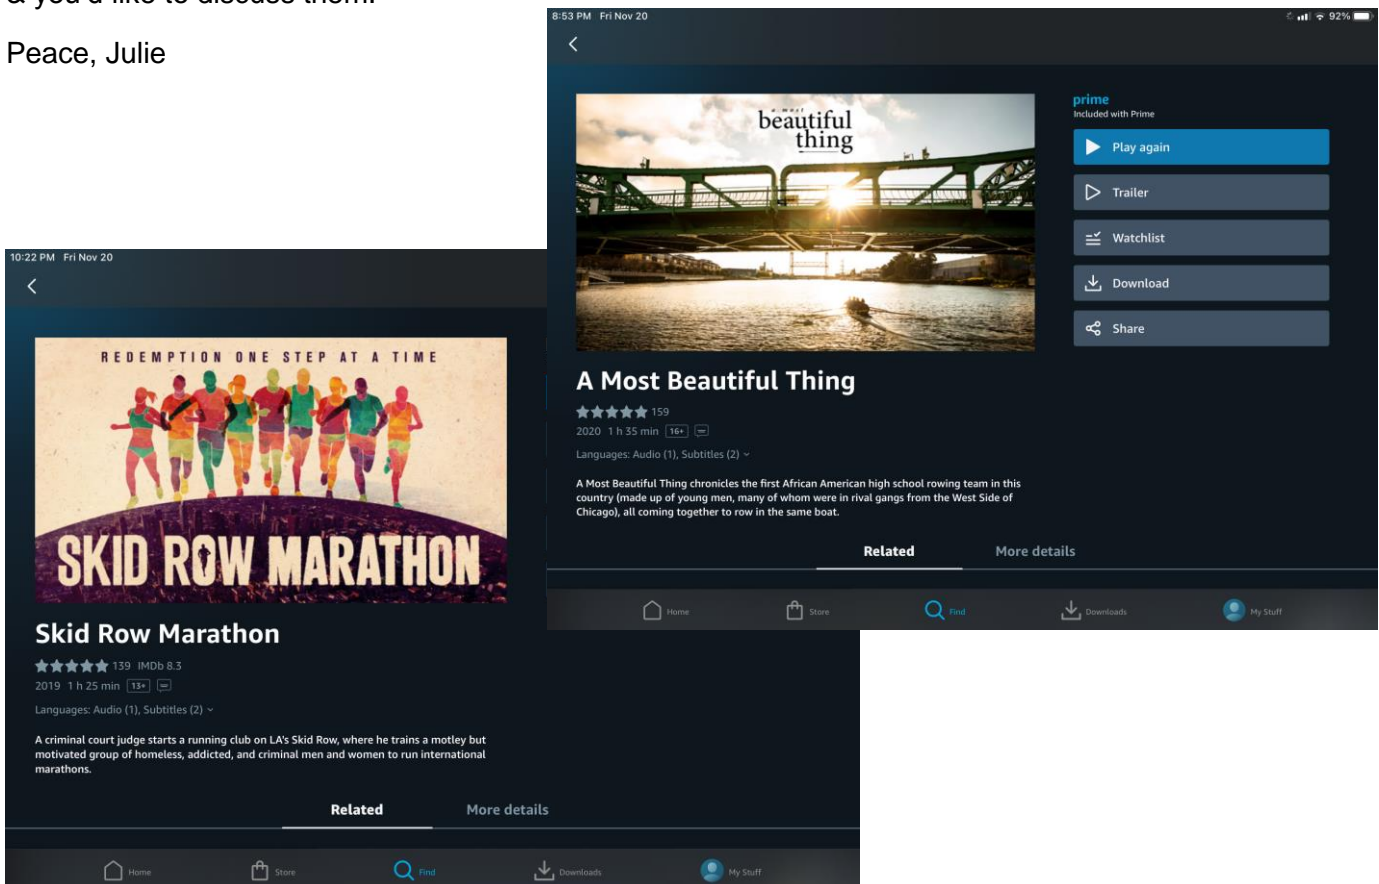 & you'd like to discuss them.
Peace, Julie
8:53 PM Fri Nov 20
92%
a most
beautiful
thing
prime
Included with Prime
Play again
Trailer
Watchlist
Download
Share
A Most Beautiful Thing
159
2020 1 h 35 min 16+
Languages: Audio (1), Subtitles (2)
A Most Beautiful Thing chronicles the first African American high school rowing team in this
country (made up of young men, many of whom were in rival gangs from the West Side of
Chicago), all coming together to row in the same boat.
Related More details
Home Store Find Downloads My Stuff
10:22 PM Fri Nov 20
REDEMPTION ONE STEP AT A TIME
SKID ROW MARATHON
Skid Row Marathon
139 IMDb 8.3
2019 1 h 25 min 13+
Languages: Audio (1), Subtitles (2)
A criminal court judge starts a running club on LA's Skid Row, where he trains a motley but
motivated group of homeless, addicted, and criminal men and women to run international
marathons.
Related More details
Home Store Find Downloads My Stuff